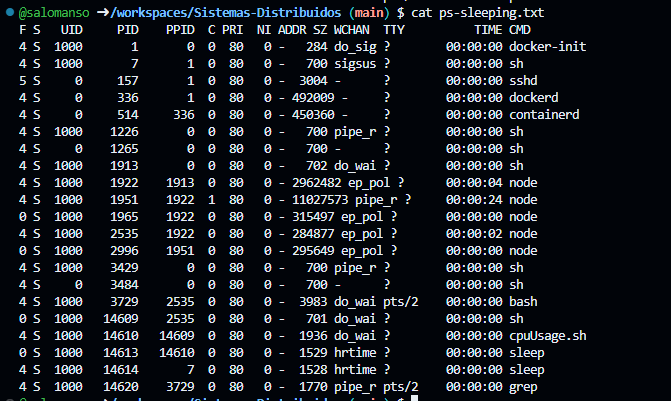 @salomanso →/workspaces/Sistemas-Distribuidos (main) $ cat ps-sleeping.txt
F S   UID     PID    PPID  C PRI  NI ADDR SZ WCHAN  TTY          TIME CMD
4 S  1000       1       0  0  80   0 -   284 do_sig ?        00:00:00 docker-init
4 S  1000       7       1  0  80   0 -   700 sigsus ?        00:00:00 sh
5 S     0     157       1  0  80   0 -  3004 -      ?        00:00:00 sshd
4 S     0     336       1  0  80   0 - 492009 -     ?        00:00:00 dockerd
4 S     0     514     336  0  80   0 - 450360 -     ?        00:00:00 containerd
4 S  1000    1226       0  0  80   0 -   700 pipe_r ?        00:00:00 sh
4 S     0    1265       0  0  80   0 -   700 -      ?        00:00:00 sh
4 S  1000    1913       0  0  80   0 -   702 do_wai ?        00:00:00 sh
4 S  1000    1922    1913  0  80   0 - 2962482 ep_pol ?      00:00:04 node
4 S  1000    1951    1922  1  80   0 - 11027573 pipe_r ?     00:00:24 node
0 S  1000    1965    1922  0  80   0 - 315497 ep_pol ?       00:00:00 node
4 S  1000    2535    1922  0  80   0 - 284877 ep_pol ?       00:00:02 node
0 S  1000    2996    1951  0  80   0 - 295649 ep_pol ?       00:00:00 node
4 S  1000    3429       0  0  80   0 -   700 pipe_r ?        00:00:00 sh
4 S     0    3484       0  0  80   0 -   700 -      ?        00:00:00 sh
4 S  1000    3729    2535  0  80   0 -  3983 do_wai pts/2    00:00:00 bash
0 S  1000   14609    2535  0  80   0 -   701 do_wai ?        00:00:00 sh
4 S  1000   14610   14609  0  80   0 -  1936 do_wai ?        00:00:00 cpuUsage.sh
0 S  1000   14613   14610  0  80   0 -  1529 hrtime ?        00:00:00 sleep
4 S  1000   14614       7  0  80   0 -  1528 hrtime ?        00:00:00 sleep
4 S  1000   14620    3729  0  80   0 -  1770 pipe_r pts/2    00:00:00 grep
@salomanso →/workspaces/Sistemas-Distribuidos (main) $